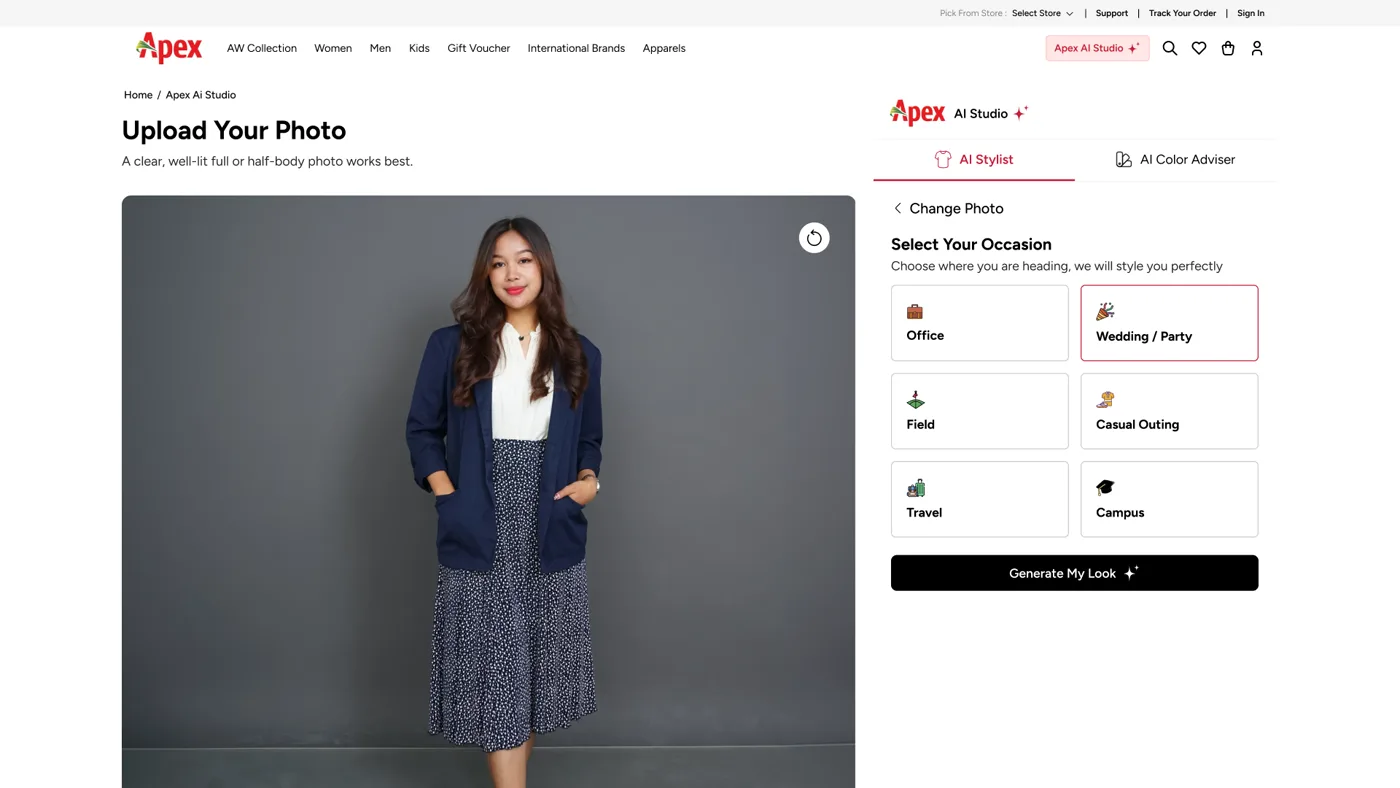 Pick From Store : Select Store | Support | Track Your Order | Sign In
Apex AW Collection Women Men Kids Gift Voucher International Brands Apparels Apex AI Studio
Home / Apex Ai Studio
Upload Your Photo
A clear, well-lit full or half-body photo works best.
Apex AI Studio
AI Stylist AI Color Adviser
Change Photo
Select Your Occasion
Choose where you are heading, we will style you perfectly
Office
Wedding / Party
Field
Casual Outing
Travel
Campus
Generate My Look